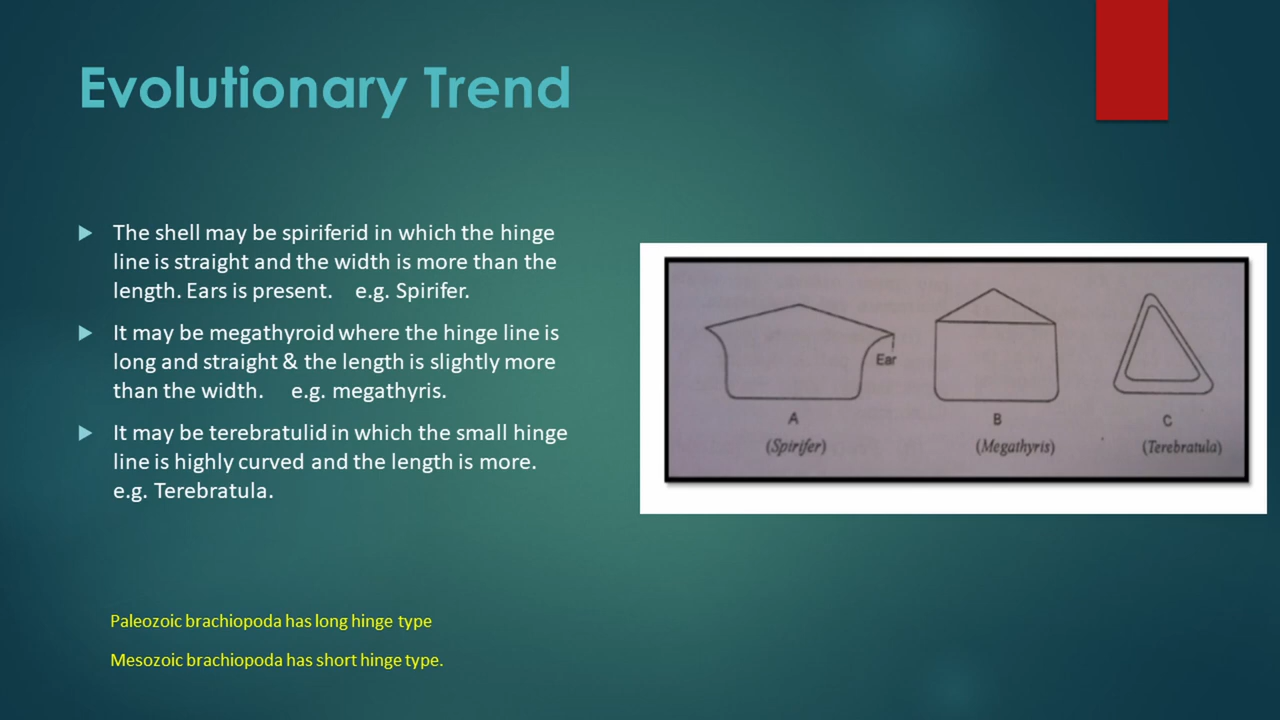 Evolutionary Trend
The shell may be spiriferid in which the hinge
line is straight and the width is more than the
length. Ears is present. e.g. Spirifer.
It may be megathyroid where the hinge line is
long and straight & the length is slightly more
than the width. e.g. megathyris.
It may be terebratulid in which the small hinge
line is highly curved and the length is more.
e.g. Terebratula.
Ear
A B C
(Spirifer) (Megathyris) (Terebratula)
Paleozoic brachiopoda has long hinge type
Mesozoic brachiopoda has short hinge type.